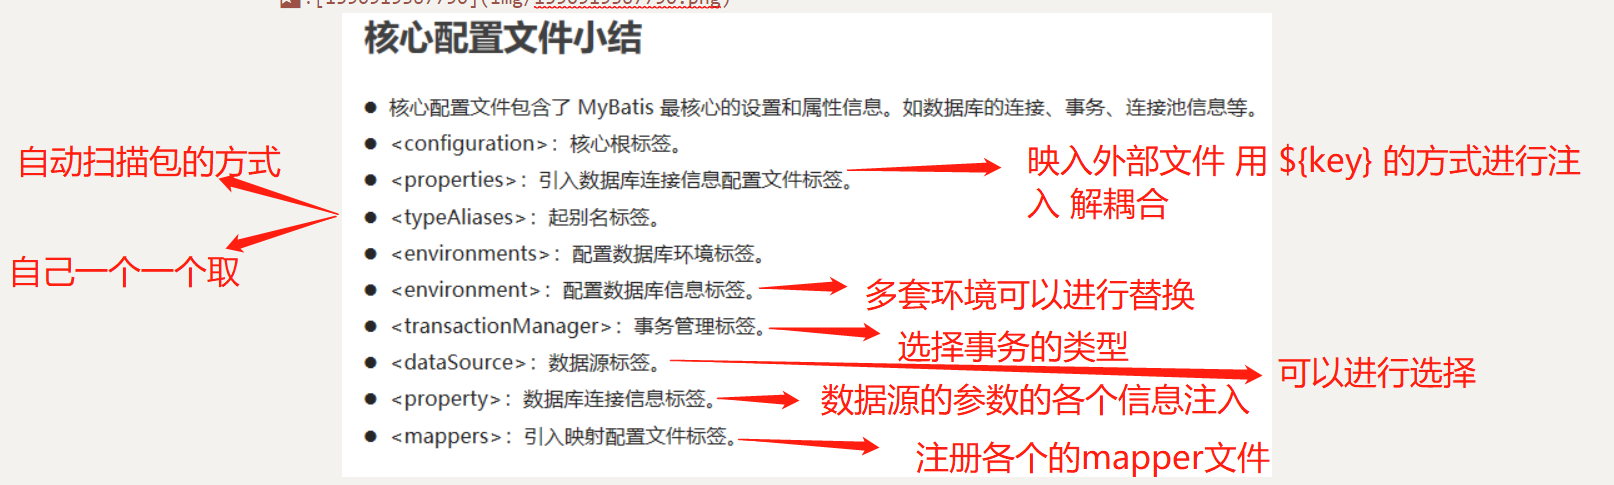 核心配置文件小结
● 核心配置文件包含了 MyBatis 最核心的设置和属性信息。如数据库的连接、事务、连接池信息等。
● <configuration>：核心根标签。
● <properties>：引入数据库连接信息配置文件标签。
● <typeAliases>：起别名标签。
● <environments>：配置数据库环境标签。
● <environment>：配置数据库信息标签。
● <transactionManager>：事务管理标签。
● <dataSource>：数据源标签。
● <property>：数据库连接信息标签。
● <mappers>：引入映射配置文件标签。
自动扫描包的方式
自己一个一个取
映入外部文件 用 ${key} 的方式进行注
入 解耦合
多套环境可以进行替换
选择事务的类型
可以进行选择
数据源的参数的各个信息注入
注册各个的mapper文件